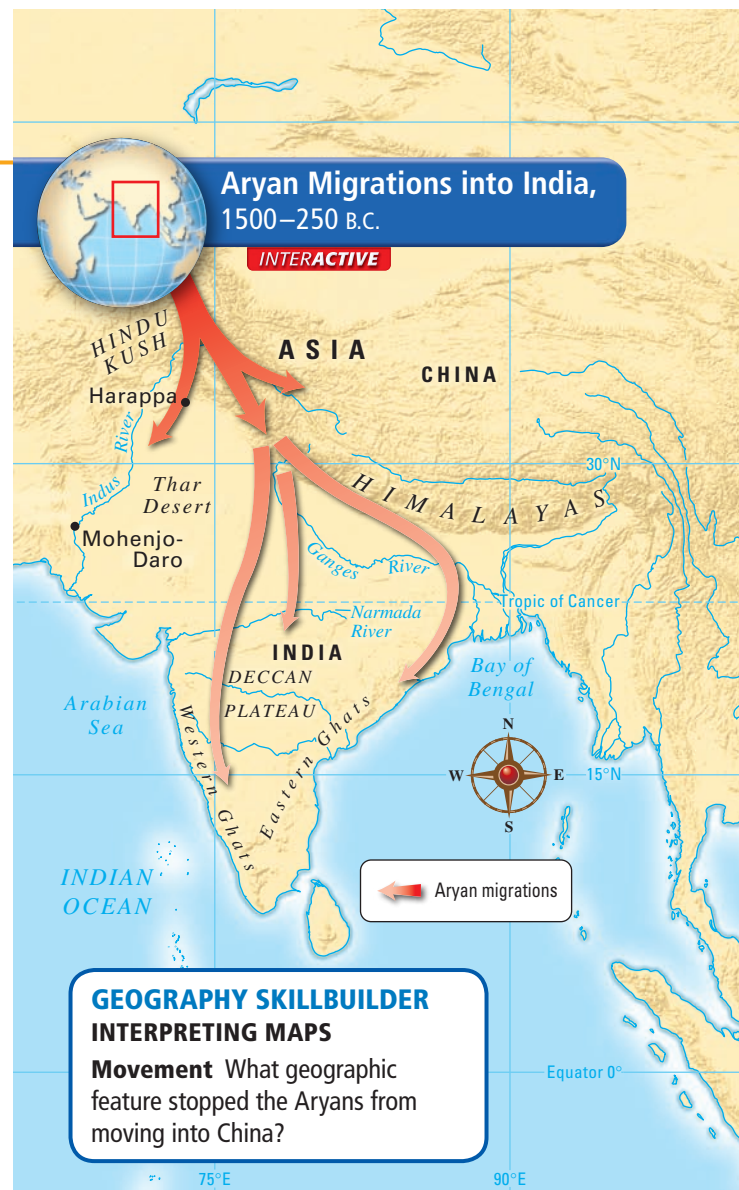 Aryan Migrations into India,
1500–250 B.C.
INTERACTIVE
HINDU
KUSH
ASIA
CHINA
Harappa
Indus River
Thar
Desert
30°N
HIMALAYAS
Mohenjo-
Daro
Ganges River
Tropic of Cancer
Narmada
River
INDIA
DECCAN
PLATEAU
Bay of
Bengal
Arabian
Sea
Western Ghats
Eastern Ghats
N
W
E
S
15°N
INDIAN
OCEAN
Aryan migrations
GEOGRAPHY SKILLBUILDER
INTERPRETING MAPS
Movement What geographic
feature stopped the Aryans from
moving into China?
Equator 0°
75°E
90°E